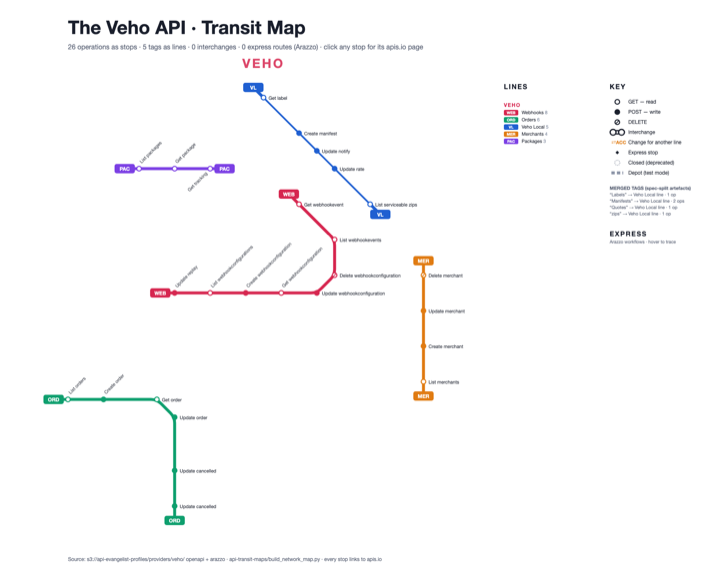 The Veho API · Transit Map
26 operations as stops · 5 tags as lines · 0 interchanges · 0 express routes (Arazzo) · click any stop for its apis.io page
VEHO
VL
Get label
Create manifest
Update notify
Update rate
List serviceable zips
VL
PAC
List packages
Get package
Get tracking
PAC
WEB
Get webhookevent
List webhookevents
Delete webhookconfiguration
Update webhookconfiguration
Get webhookconfiguration
Create webhookconfiguration
List webhookconfigurations
Update replay
WEB
MER
Delete merchant
Update merchant
Create merchant
List merchants
MER
ORD
List orders
Create order
Get order
Update order
Update cancelled
Update cancelled
ORD
LINES
VEHO
WEB Webhooks 8
ORD Orders 6
VL Veho Local 5
MER Merchants 4
PAC Packages 3
KEY
GET — read
POST — write
DELETE
Interchange
Change for another line
Express stop
Closed (deprecated)
Depot (test mode)
MERGED TAGS (spec-split artefacts)
"Labels" → Veho Local line · 1 op
"Manifests" → Veho Local line · 2 ops
"Quotes" → Veho Local line · 1 op
"zips" → Veho Local line · 1 op
EXPRESS
Arazzo workflows · hover to trace
Source: s3://api-evangelist-profiles/providers/veho/ openapi + arazzo · api-transit-maps/build_network_map.py · every stop links to apis.io